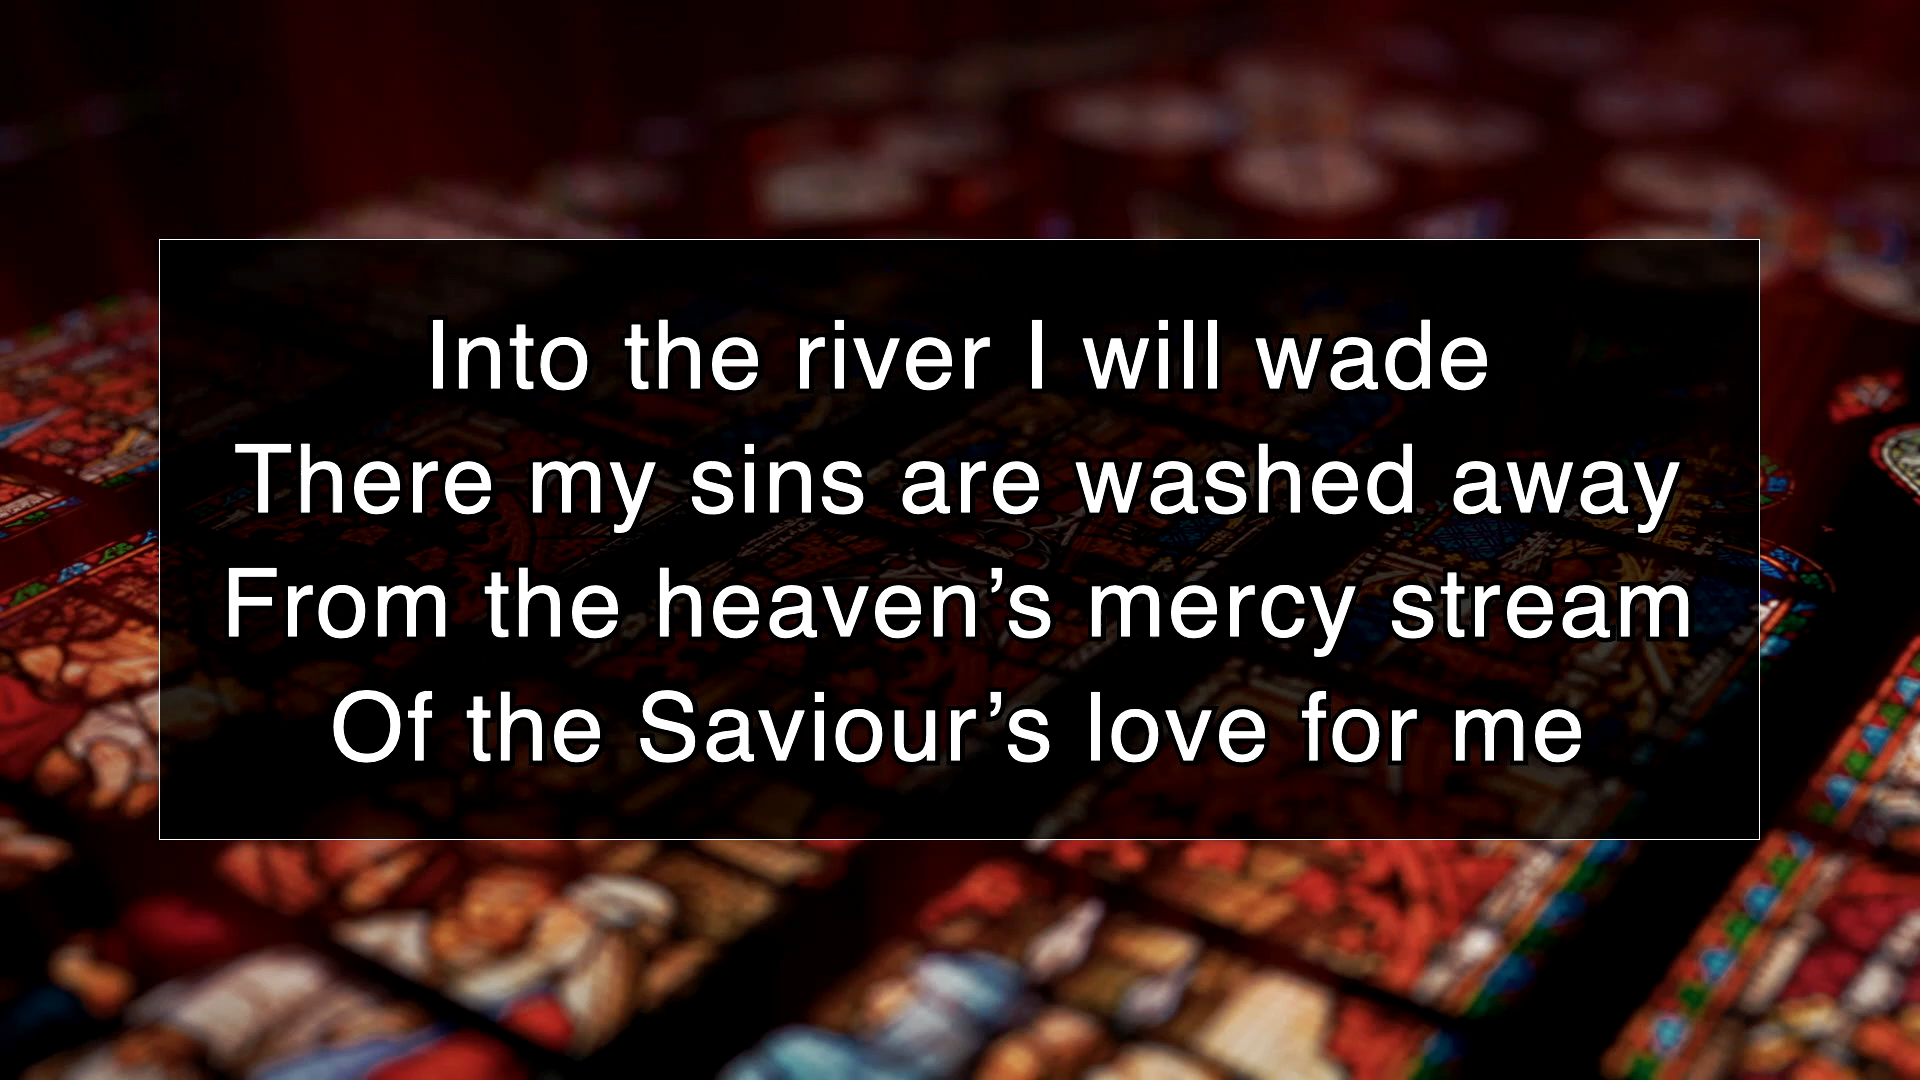 Into the river I will wade
There my sins are washed away
From the heaven’s mercy stream
Of the Saviour’s love for me